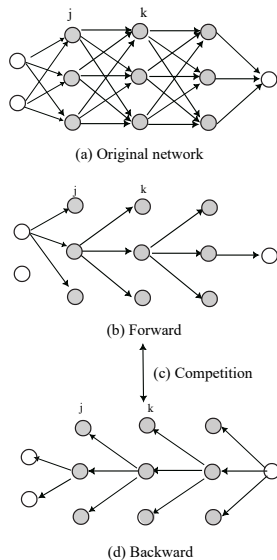 j k
(a) Original network
j k
(b) Forward
(c) Competition
j k
(d) Backward